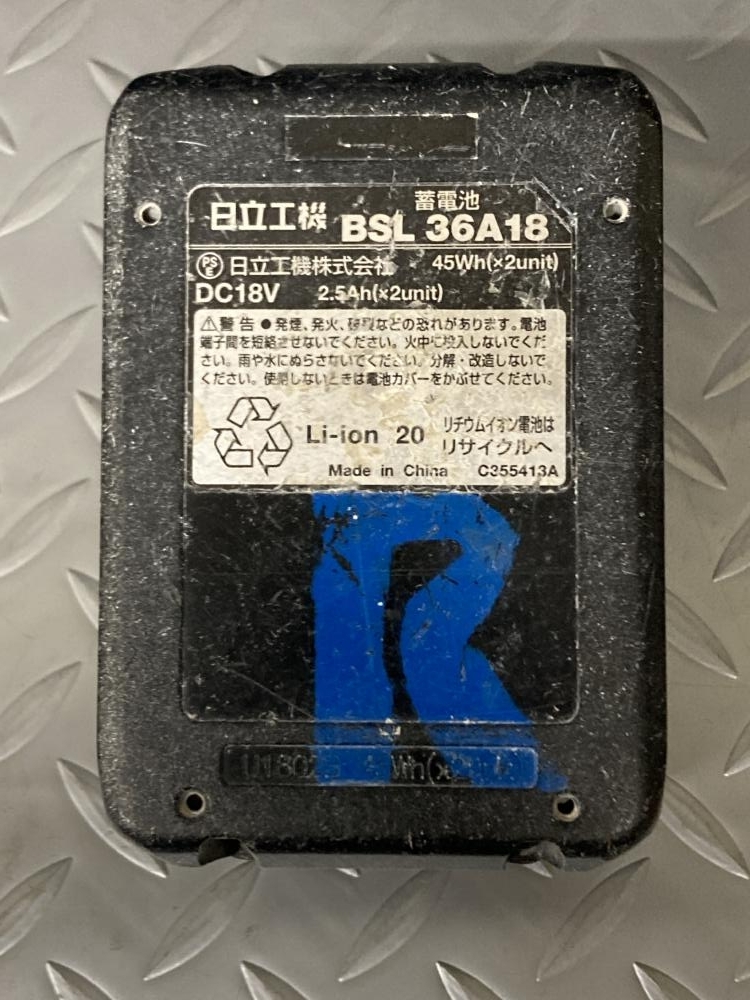 蓄電池
日立工機 BSL 36A18
PS E 日立工機株式会社 45Wh(×2unit)
DC18V 2.5Ah(×2unit)
⚠警告 ●発煙、発火、破裂などの恐れがあります。電池
端子間を短絡させないでください。火中に投入しないでくだ
さい。雨や水にぬらさないでください。分解・改造しないで
ください。使用しないときは電池カバーをかぶせてください。
Li-ion 20 リチウムイオン電池は
リサイクルへ
Made in China C355413A
R